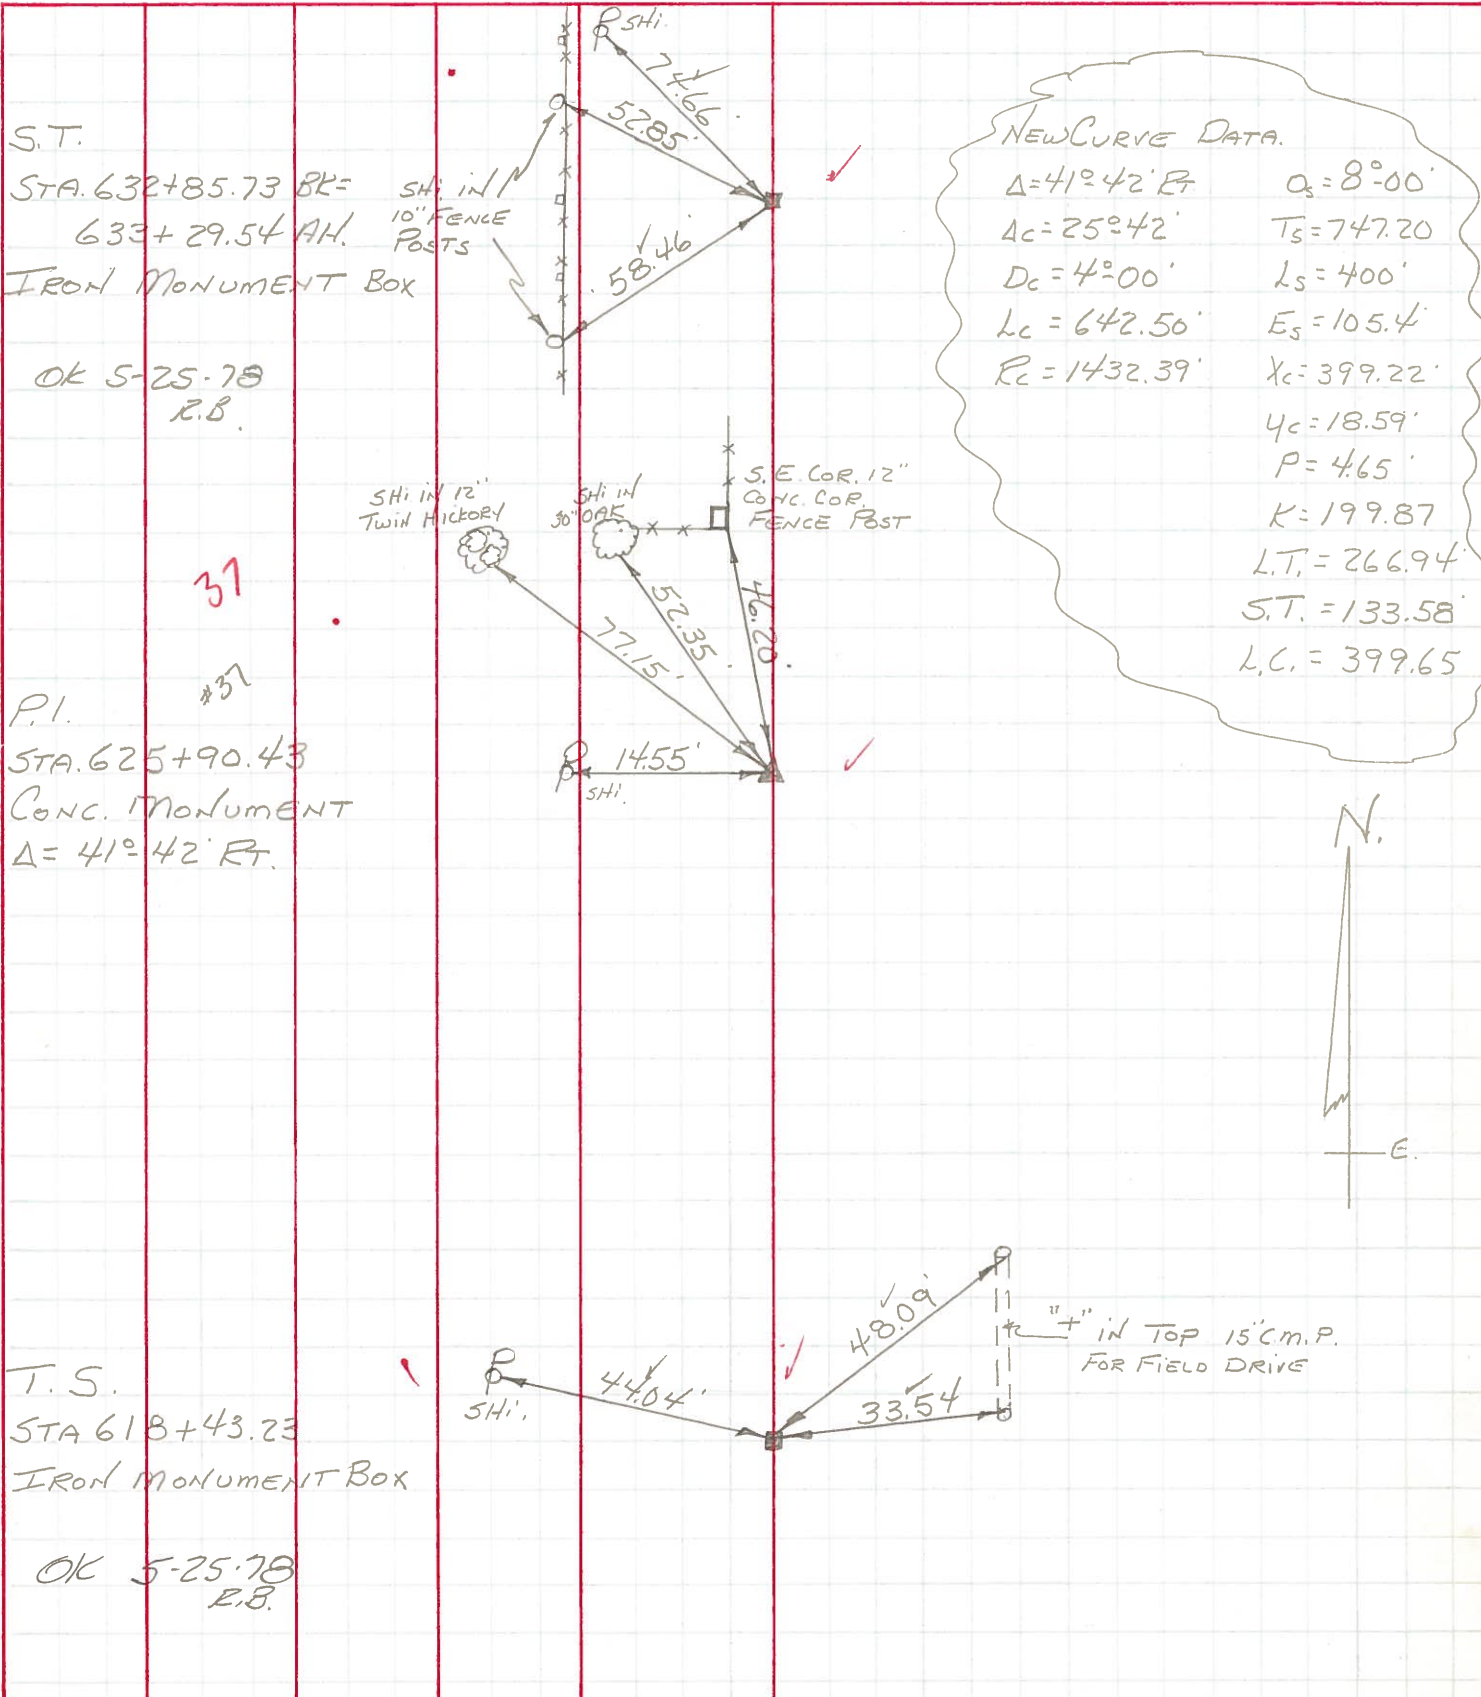 SHi.
74.66'
52.85'
S.T.
STA. 632+85.73 BK=
633+29.54 AH.
IRON MONUMENT BOX
SHi. in
10" FENCE
POSTS
58.46'
OK 5-25-78
R.B.
NEW CURVE DATA.
Δ=41°-42' RT
Δc=25°-42'
Dc=4°-00'
Lc=642.50'
Rc=1432.39'
Θs=8°-00'
Ts=747.20
Ls=400'
Es=105.4'
Xc=399.22'
Yc=18.59'
P=4.65'
K=199.87
L.T.=266.94'
S.T.=133.58'
L.C.=399.65
SHi IN 12"
TWIN HICKORY
SHi IN
30" OAK
S.E. COR. 12"
CONC. COR.
FENCE POST
77.15'
52.35'
46.20'
37
#37
P.I.
STA. 625+90.43
CONC. MONUMENT
Δ=41°-42' RT.
14.55'
SHi.
N.
E.
T.S.
STA 618+43.23
IRON MONUMENT BOX
OK 5-25-78
R.B.
SHi.
44.04'
48.09'
33.54
"+" IN TOP 15" C.M.P.
FOR FIELD DRIVE